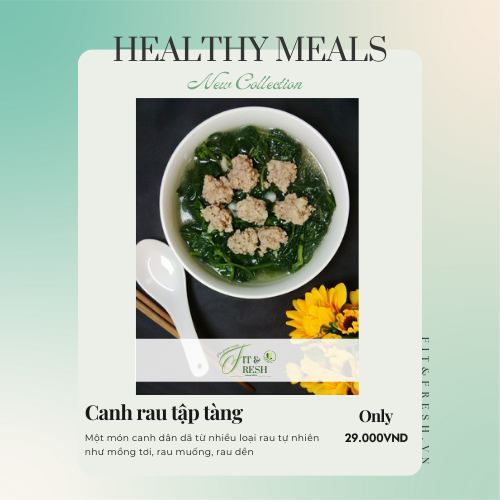 HEALTHY MEALS
New Collection
FIT &
FRESH
Canh rau tập tàng
Một món canh dân dã từ nhiều loại rau tự nhiên
như mồng tơi, rau muống, rau dền
Only
29.000VND
FIT&FRESH.VN